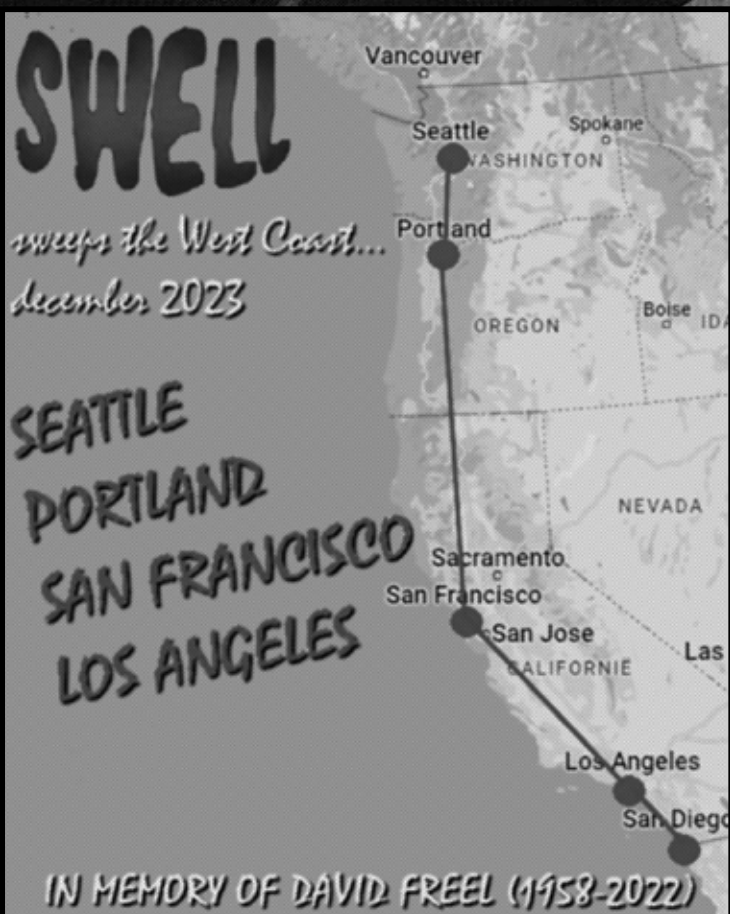 SWELL
sweeps the West Coast...
december 2023
SEATTLE
PORTLAND
SAN FRANCISCO
LOS ANGELES
Vancouver
Seattle
Spokane
WASHINGTON
Portland
Boise
OREGON
IDA
NEVADA
Sacramento
San Francisco
San Jose
CALIFORNIE
Las
Los Angeles
San Diego
IN MEMORY OF DAVID FREEL (1958-2022)